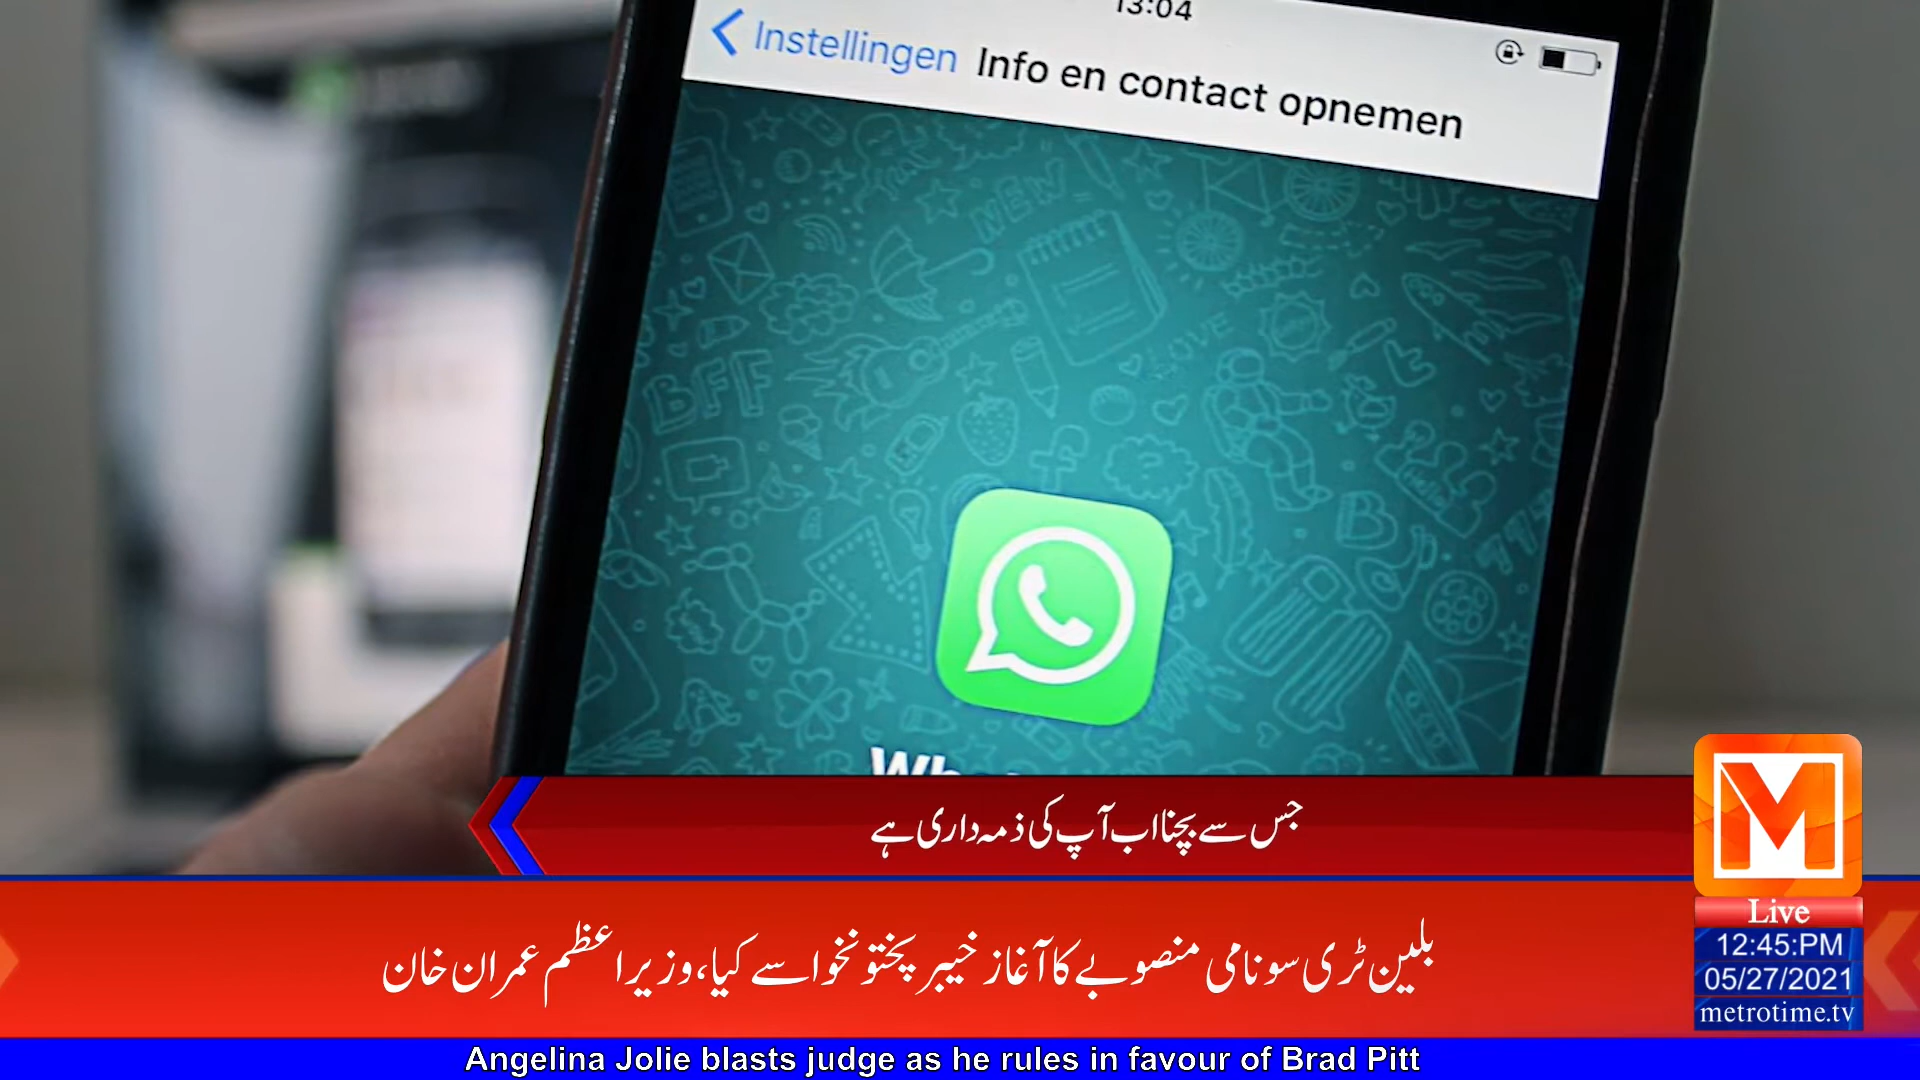 13:04
Instellingen Info en contact opnemen
جس سے بچنا اب آپ کی ذمہ داری ہے
بلین ٹری سونامی منصوبے کا آغاز خیبر پختونخوا سے کیا، وزیراعظم عمران خان
Live
12:45:PM
05/27/2021
metrotime.tv
Angelina Jolie blasts judge as he rules in favour of Brad Pitt